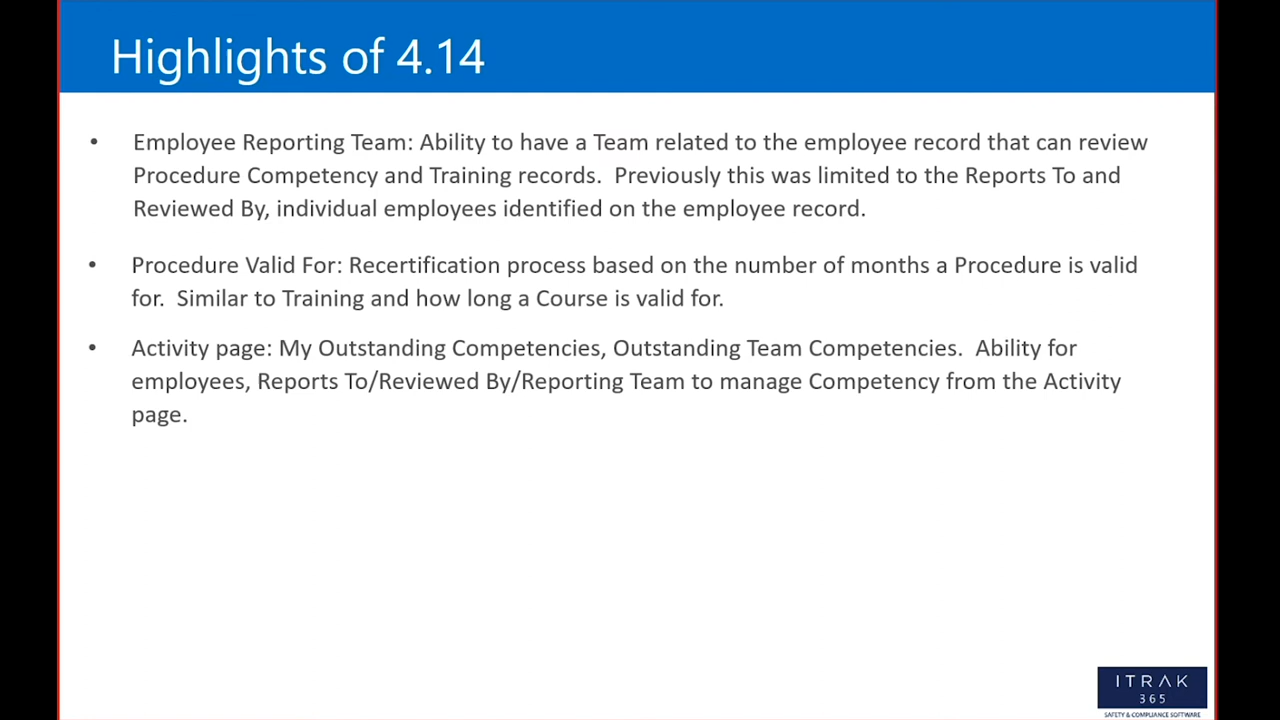 Highlights of 4.14
• Employee Reporting Team: Ability to have a Team related to the employee record that can review
Procedure Competency and Training records.  Previously this was limited to the Reports To and
Reviewed By, individual employees identified on the employee record.
• Procedure Valid For: Recertification process based on the number of months a Procedure is valid
for.  Similar to Training and how long a Course is valid for.
• Activity page: My Outstanding Competencies, Outstanding Team Competencies.  Ability for
employees, Reports To/Reviewed By/Reporting Team to manage Competency from the Activity
page.
ITRAK
365
SAFETY & COMPLIANCE SOFTWARE